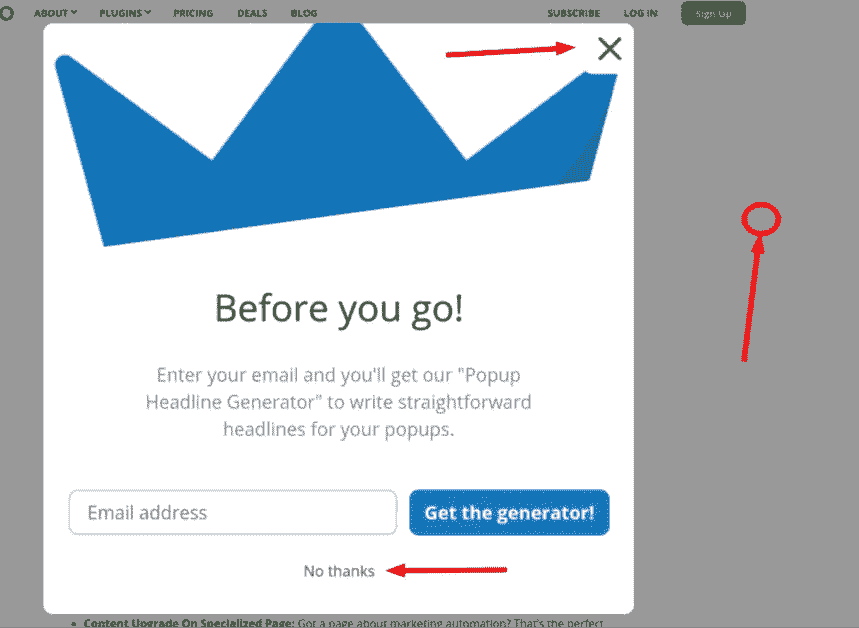 ABOUT PLUGINS PRICING DEALS BLOG SUBSCRIBE LOG IN Sign Up
Before you go!
Enter your email and you'll get our "Popup
Headline Generator" to write straightforward
headlines for your popups.
Email address Get the generator!
No thanks
• Content Upgrade On Specialized Page: Got a page about marketing automation? That's the perfect